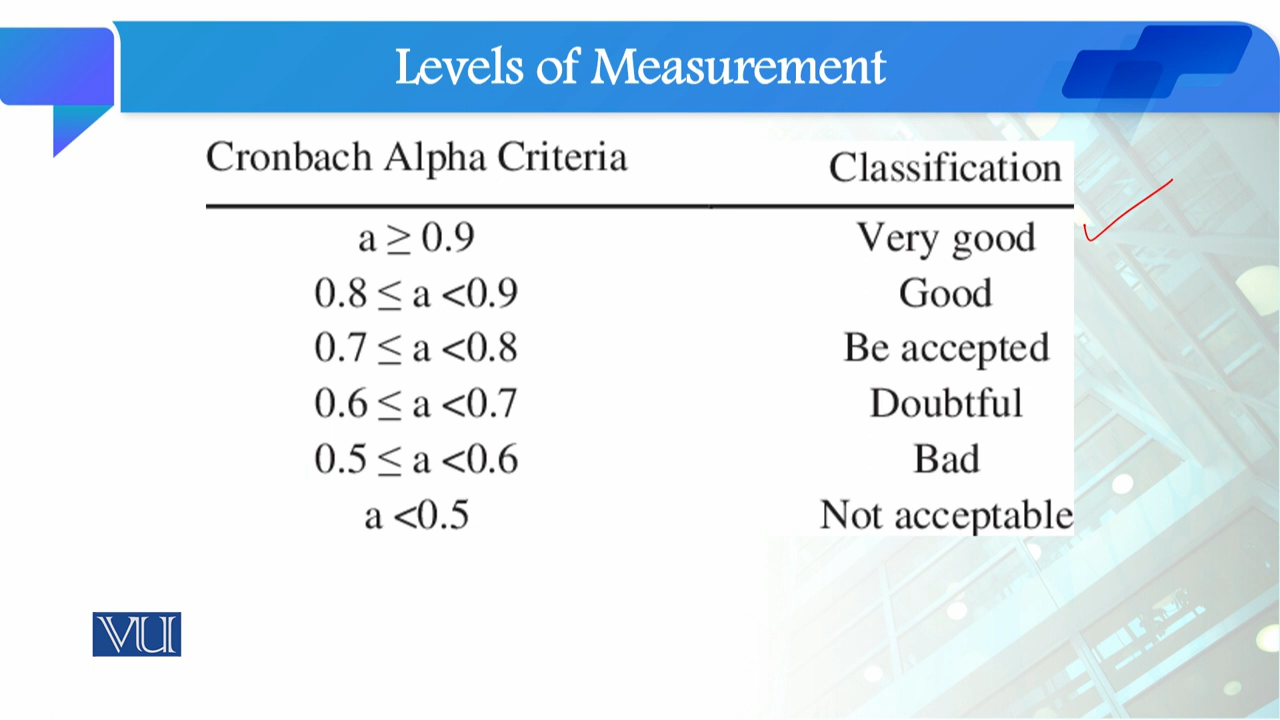 Levels of Measurement
Cronbach Alpha Criteria Classification
a ≥ 0.9 Very good
0.8 ≤ a <0.9 Good
0.7 ≤ a <0.8 Be accepted
0.6 ≤ a <0.7 Doubtful
0.5 ≤ a <0.6 Bad
a <0.5 Not acceptable
VU